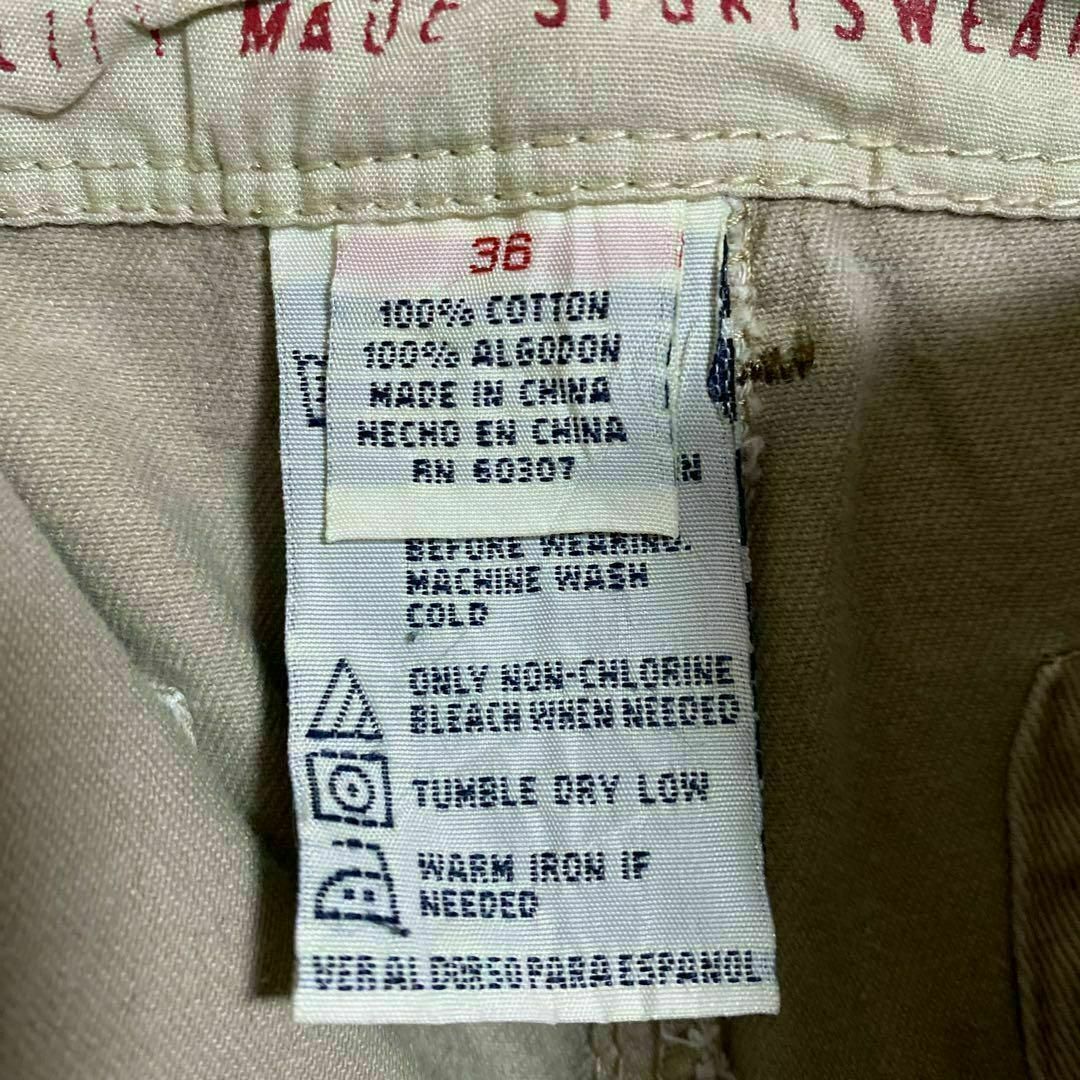 MADE SPORTSWEAR
36
100% COTTON
100% ALGODON
MADE IN CHINA
HECHO EN CHINA
RN 60307
N
BEFORE WEARING.
MACHINE WASH
COLD
ONLY NON-CHLORINE
BLEACH WHEN NEEDED
TUMBLE DRY LOW
WARM IRON IF
NEEDED
VER AL DORSO PARA ESPANOL